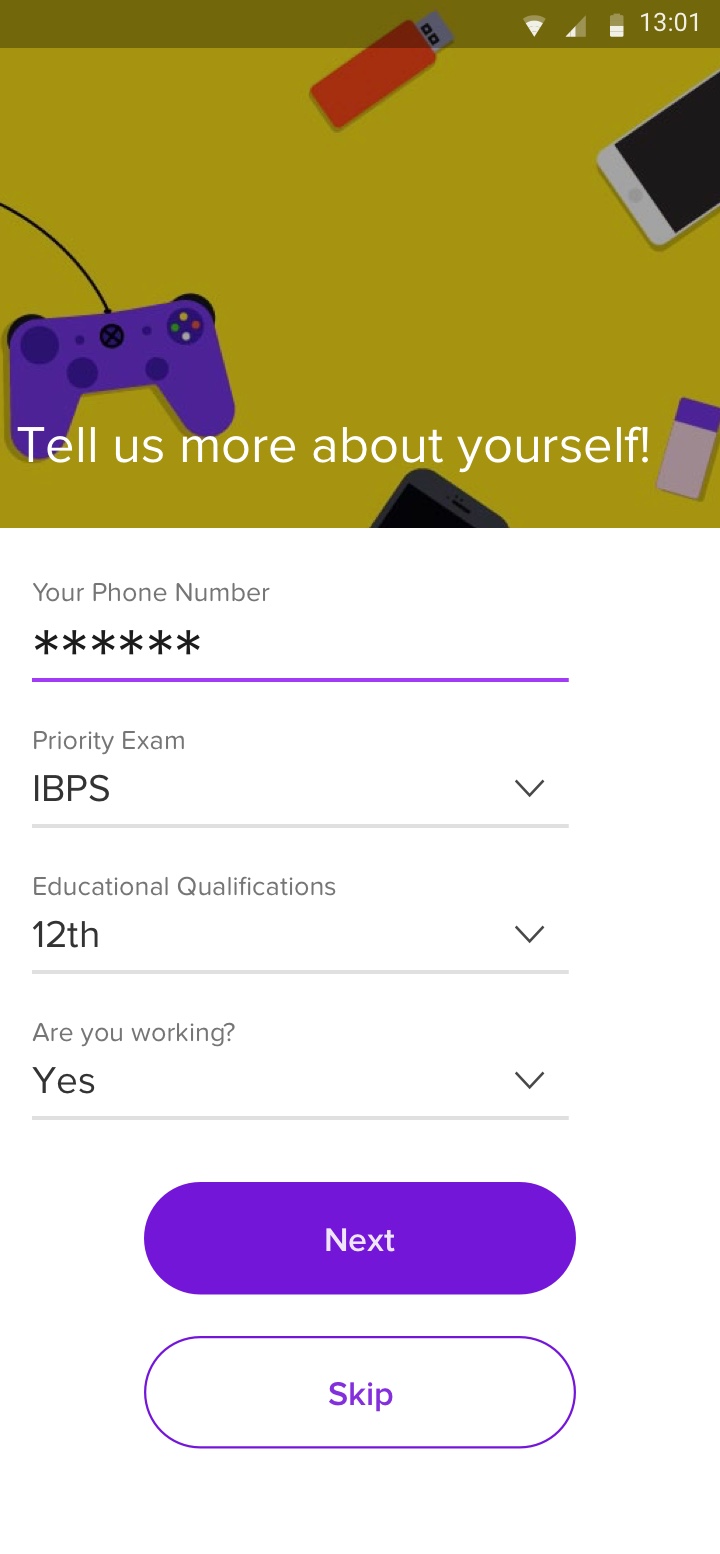 13:01
Tell us more about yourself!
Your Phone Number
******
Priority Exam
IBPS
Educational Qualifications
12th
Are you working?
Yes
Next
Skip